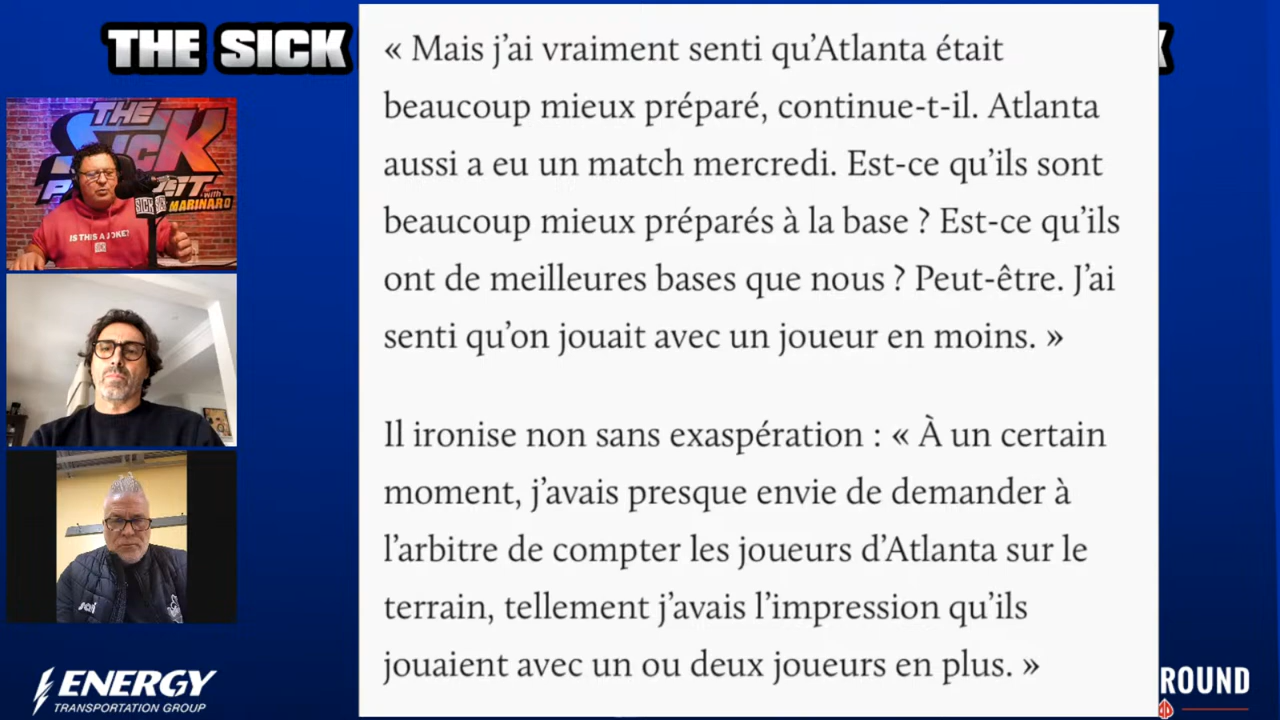 THE SICK
K
« Mais j’ai vraiment senti qu’Atlanta était
beaucoup mieux préparé, continue-t-il. Atlanta
aussi a eu un match mercredi. Est-ce qu’ils sont
beaucoup mieux préparés à la base ? Est-ce qu’ils
ont de meilleures bases que nous ? Peut-être. J’ai
senti qu’on jouait avec un joueur en moins. »
Il ironise non sans exaspération : « À un certain
moment, j’avais presque envie de demander à
l’arbitre de compter les joueurs d’Atlanta sur le
terrain, tellement j’avais l’impression qu’ils
jouaient avec un ou deux joueurs en plus. »
THE
SICK
with
MARINARO
IS THIS A JOKE?
SICK
ENERGY
TRANSPORTATION GROUP
ROUND